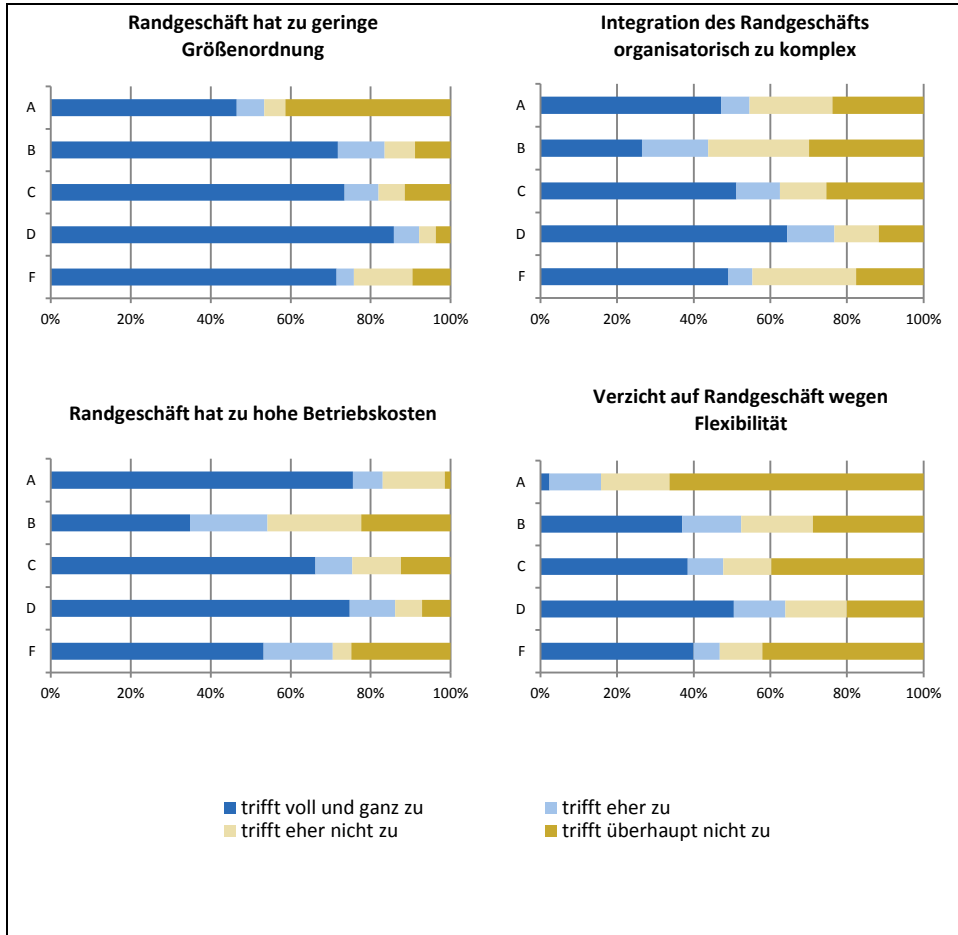 Randgeschäft hat zu geringe
Größenordnung
A
B
C
D
F
0% 20% 40% 60% 80% 100%
Integration des Randgeschäfts
organisatorisch zu komplex
A
B
C
D
F
0% 20% 40% 60% 80% 100%
Randgeschäft hat zu hohe Betriebskosten
A
B
C
D
F
0% 20% 40% 60% 80% 100%
Verzicht auf Randgeschäft wegen
Flexibilität
A
B
C
D
F
0% 20% 40% 60% 80% 100%
trifft voll und ganz zu
trifft eher zu
trifft eher nicht zu
trifft überhaupt nicht zu